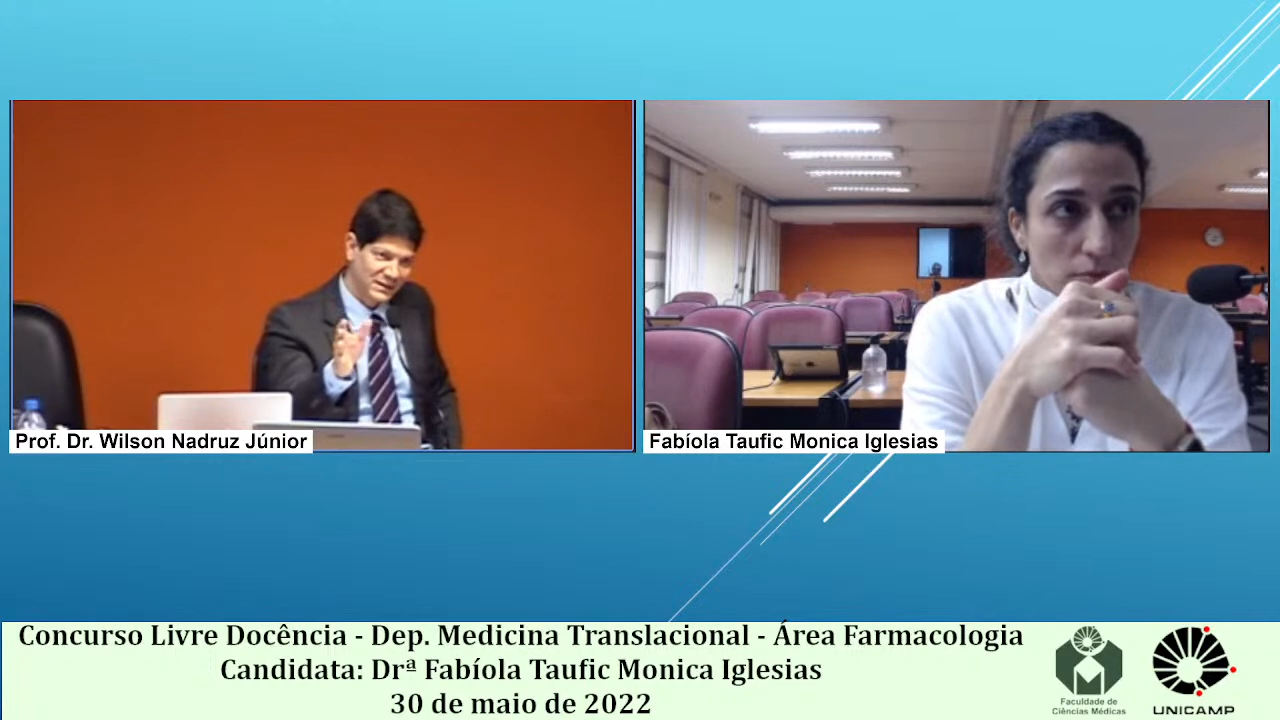 Prof. Dr. Wilson Nadruz Júnior
Fabíola Taufic Monica Iglesias
Concurso Livre Docência - Dep. Medicina Translacional - Área Farmacologia
Candidata: Drª Fabíola Taufic Monica Iglesias
30 de maio de 2022
Faculdade de
Ciências Médicas
UNICAMP